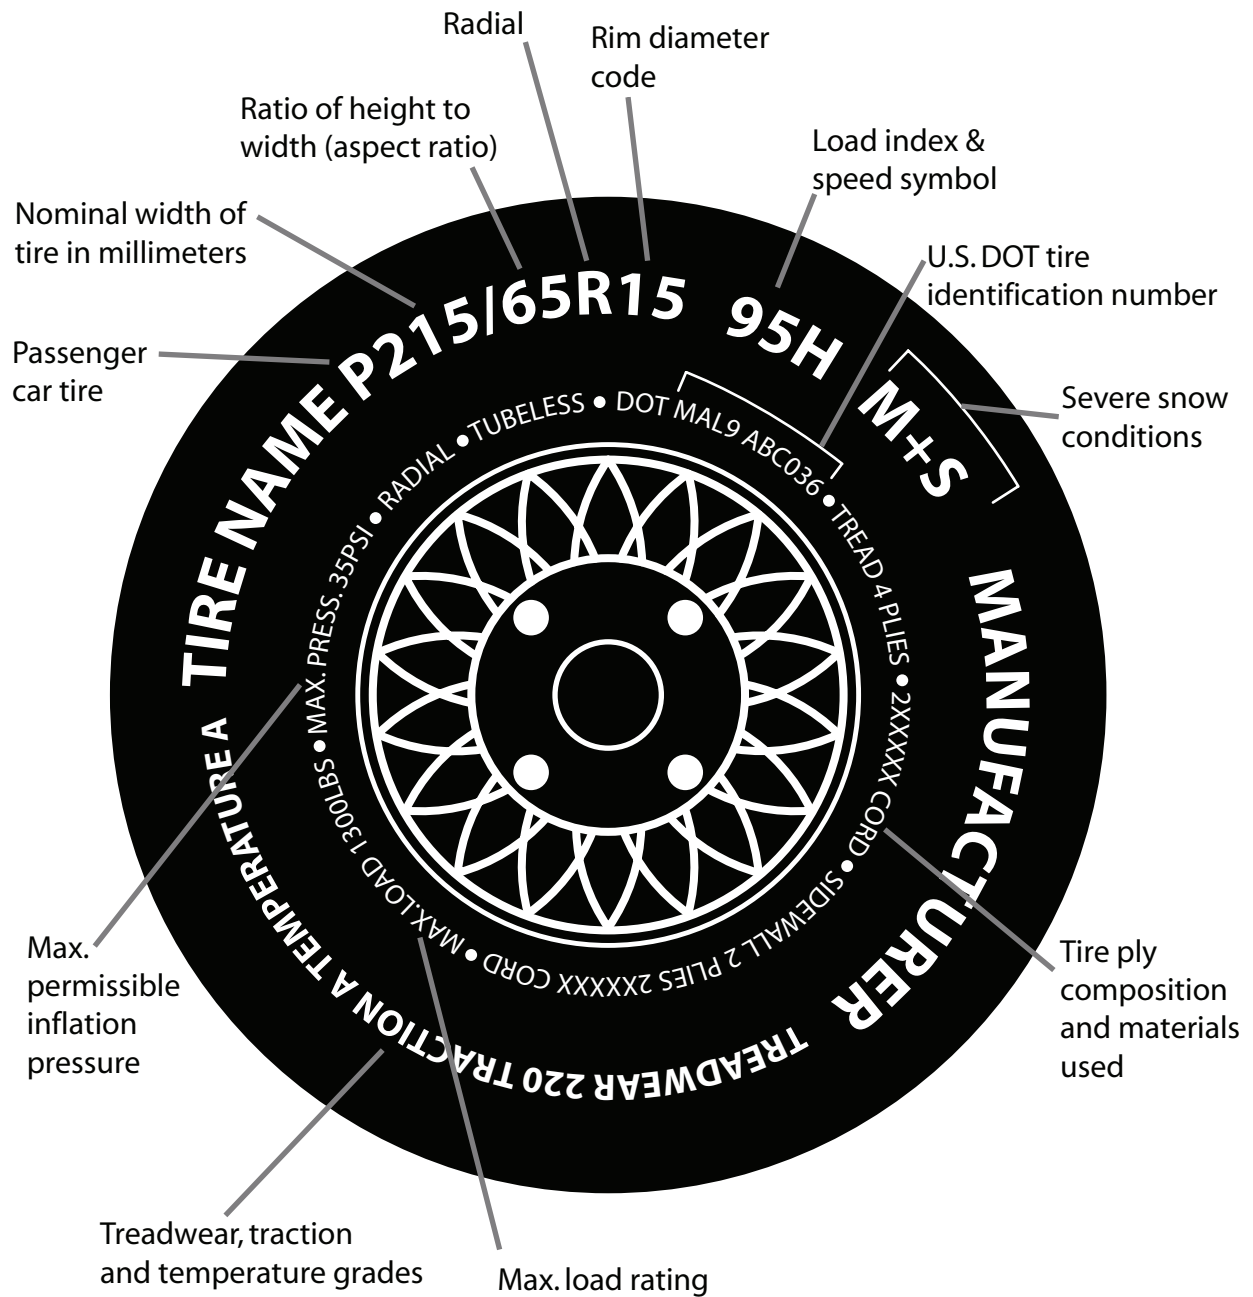 Radial
Rim diameter
code
Ratio of height to
width (aspect ratio)
Load index &
speed symbol
Nominal width of
tire in millimeters
U.S. DOT tire
identification number
Passenger
car tire
Severe snow
conditions
TIRE NAME P215/65R15 95H M+S
MANUFACTURER
TREADWEAR 220 TRACTION A TEMPERATURE A
TUBELESS • DOT MAL9 ABC036 • TREAD 4 PLIES • 2XXXXX CORD • SIDEWALL 2 PLIES 2XXXXX CORD • MAX.LOAD 1300LBS • MAX. PRESS. 35PSI • RADIAL •
Max.
permissible
inflation
pressure
Tire ply
composition
and materials
used
Treadwear, traction
and temperature grades
Max. load rating